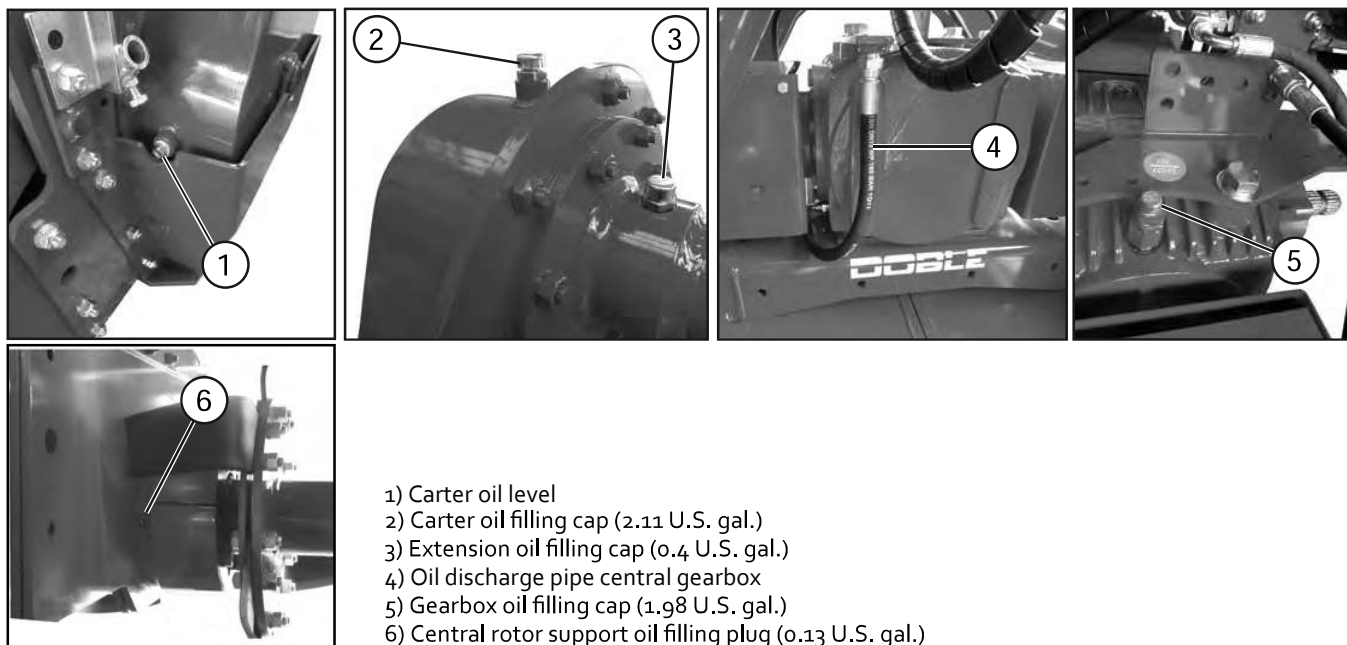 1
2
3
4
DOBLE
5
6
1) Carter oil level
2) Carter oil filling cap (2.11 U.S. gal.)
3) Extension oil filling cap (0.4 U.S. gal.)
4) Oil discharge pipe central gearbox
5) Gearbox oil filling cap (1.98 U.S. gal.)
6) Central rotor support oil filling plug (0.13 U.S. gal.)